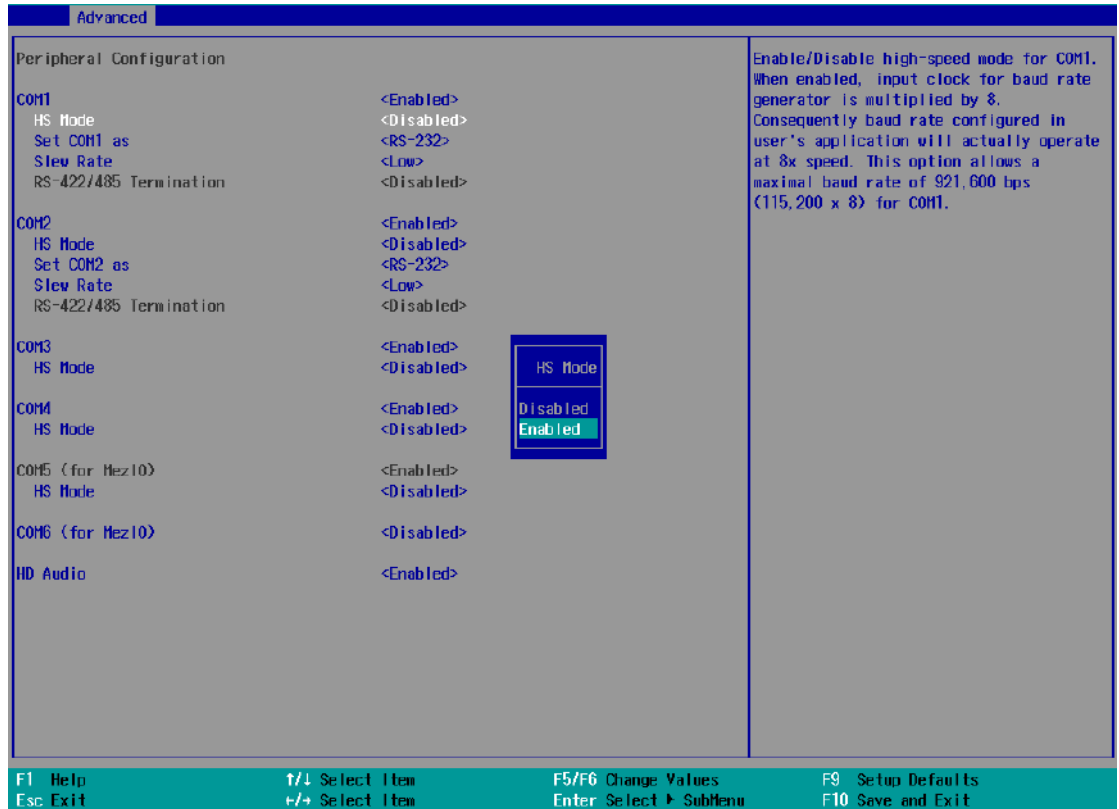 Advanced
Peripheral Configuration
COM1 <Enabled>
HS Mode <Disabled>
Set COM1 as <RS-232>
Slew Rate <Low>
RS-422/485 Termination <Disabled>
COM2 <Enabled>
HS Mode <Disabled>
Set COM2 as <RS-232>
Slew Rate <Low>
RS-422/485 Termination <Disabled>
COM3 <Enabled>
HS Mode <Disabled>
COM4 <Enabled>
HS Mode <Disabled>
COM5 (for MezIO) <Enabled>
HS Mode <Disabled>
COM6 (for MezIO) <Disabled>
HD Audio <Enabled>
HS Mode
Disabled
Enabled
Enable/Disable high-speed mode for COM1.
When enabled, input clock for baud rate
generator is multiplied by 8.
Consequently baud rate configured in
user's application will actually operate
at 8x speed. This option allows a
maximal baud rate of 921,600 bps
(115,200 x 8) for COM1.
F1 Help ↑/↓ Select Item F5/F6 Change Values F9 Setup Defaults
Esc Exit ←/→ Select Item Enter Select ▶ SubMenu F10 Save and Exit